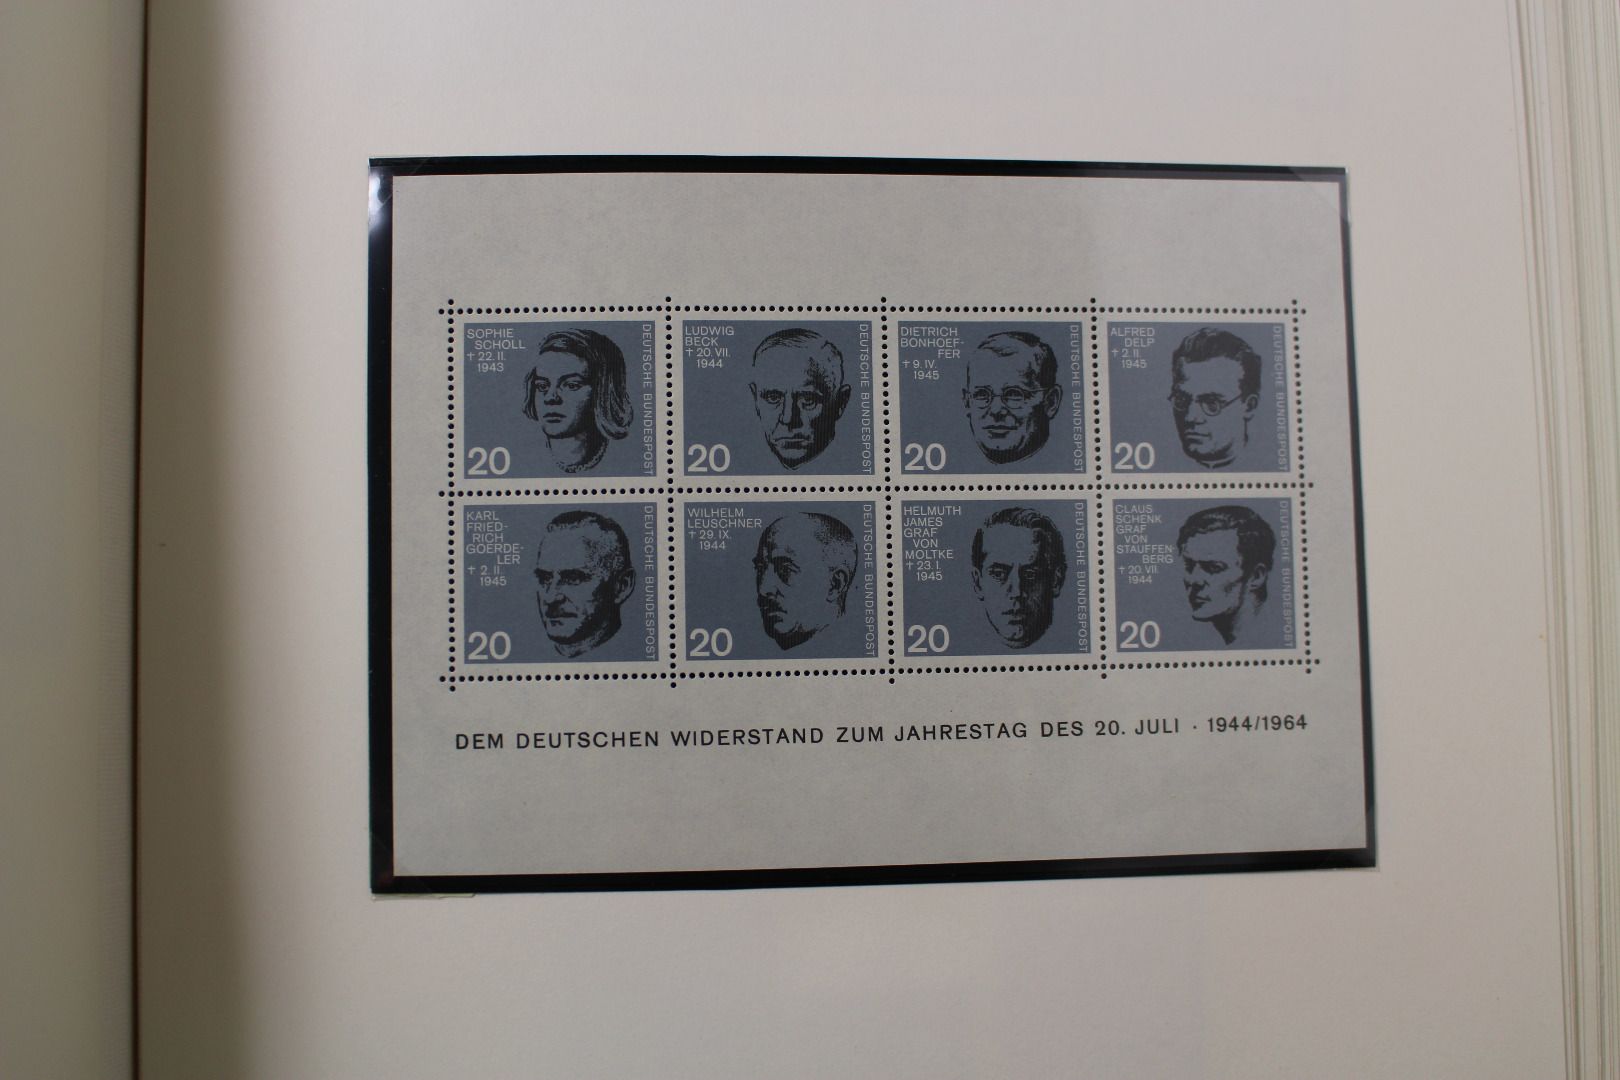 SOPHIE
SCHOLL
† 22. II.
1943
DEUTSCHE BUNDESPOST
20
LUDWIG
BECK
† 20. VII.
1944
DEUTSCHE BUNDESPOST
20
DIETRICH
BONHOEF-
FER
† 9. IV.
1945
DEUTSCHE BUNDESPOST
20
ALFRED
DELP
† 2. II.
1945
DEUTSCHE BUNDESPOST
20
KARL
FRIED-
RICH
GOERDE-
LER
† 2. II.
1945
DEUTSCHE BUNDESPOST
20
WILHELM
LEUSCHNER
† 29. IX.
1944
DEUTSCHE BUNDESPOST
20
HELMUTH
JAMES
GRAF
VON
MOLTKE
† 23. I.
1945
DEUTSCHE BUNDESPOST
20
CLAUS
SCHENK
GRAF
VON
STAUFFEN-
BERG
† 20. VII.
1944
DEUTSCHE BUNDESPOST
20
DEM DEUTSCHEN WIDERSTAND ZUM JAHRESTAG DES 20. JULI · 1944/1964